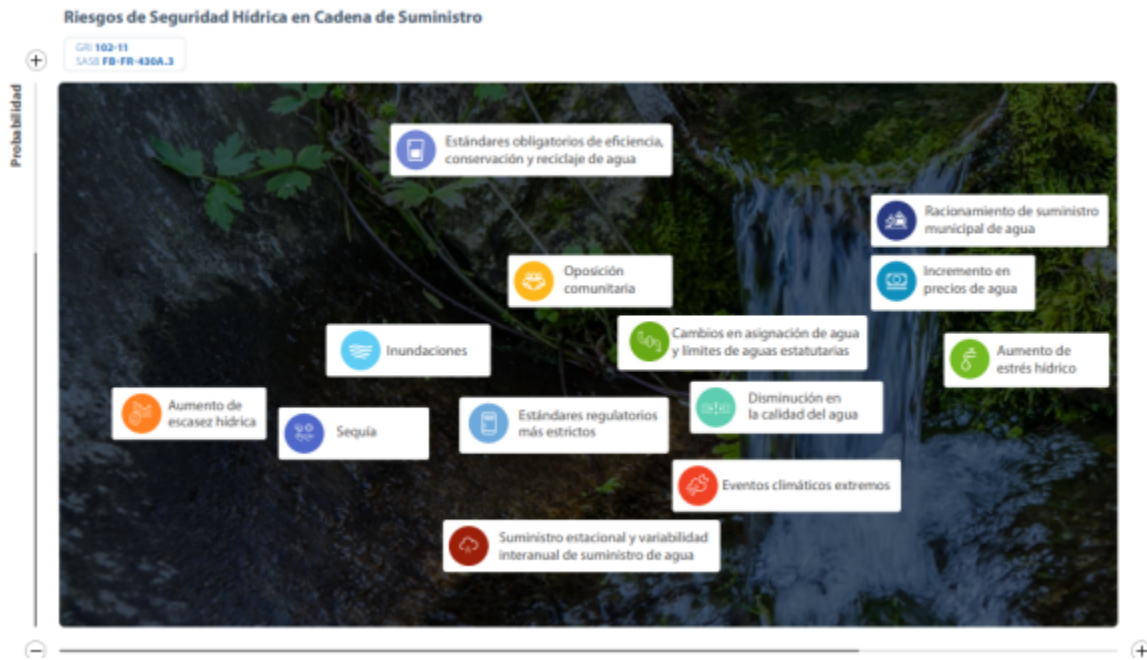 Riesgos de Seguridad Hídrica en Cadena de Suministro
GRI 102-11
SASB FB-FR-430A.3
Probabilidad
Estándares obligatorios de eficiencia,
conservación y reciclaje de agua
Racionamiento de suministro
municipal de agua
Oposición
comunitaria
Incremento en
precios de agua
Inundaciones
Cambios en asignación de agua
y límites de aguas estatutarias
Aumento de
estrés hídrico
Aumento de
escasez hídrica
Sequía
Estándares regulatorios
más estrictos
Disminución en
la calidad del agua
Eventos climáticos extremos
Suministro estacional y variabilidad
interanual de suministro de agua